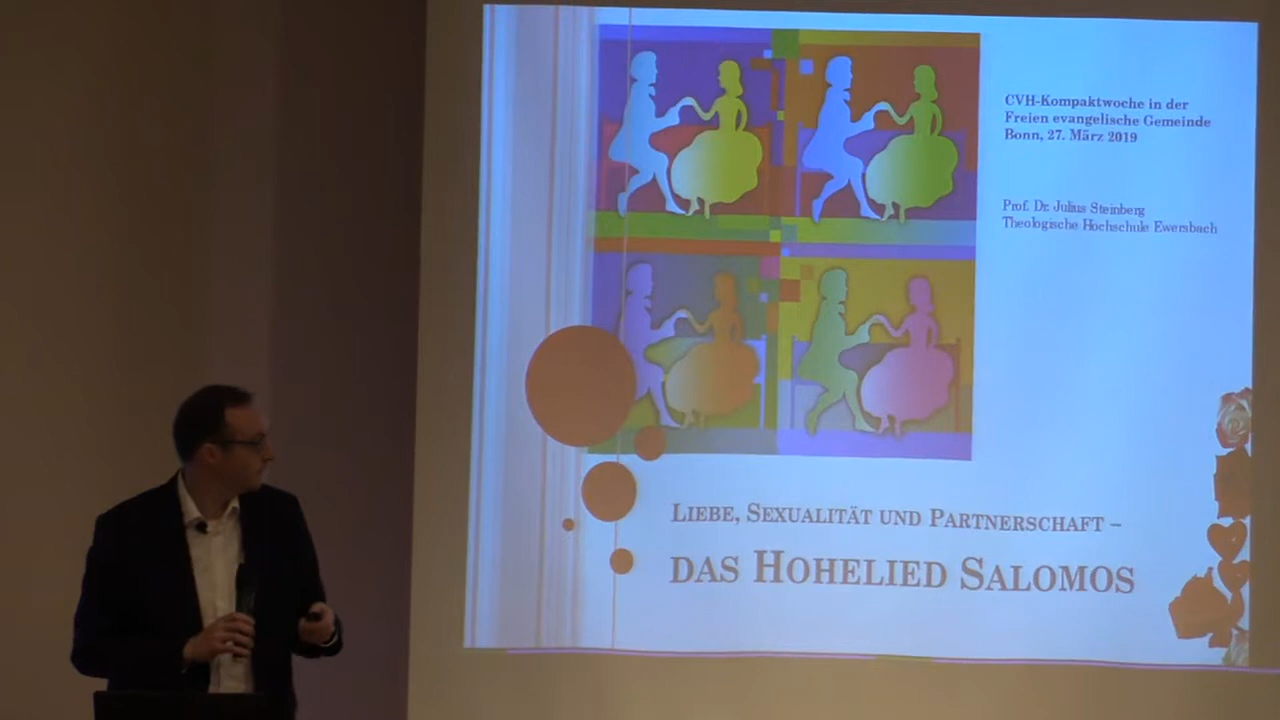 CVH-Kompaktwoche in der
Freien evangelische Gemeinde
Bonn, 27. März 2019
Prof. Dr. Julius Steinberg
Theologische Hochschule Ewersbach
LIEBE, SEXUALITÄT UND PARTNERSCHAFT –
DAS HOHELIED SALOMOS